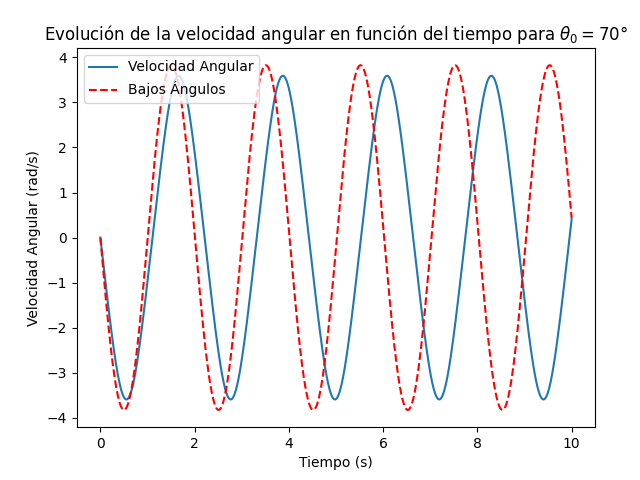 Evolución de la velocidad angular en función del tiempo para θ₀ = 70°
Velocidad Angular
Bajos Ángulos
Velocidad Angular (rad/s)
4
3
2
1
0
−1
−2
−3
−4
0 2 4 6 8 10
Tiempo (s)